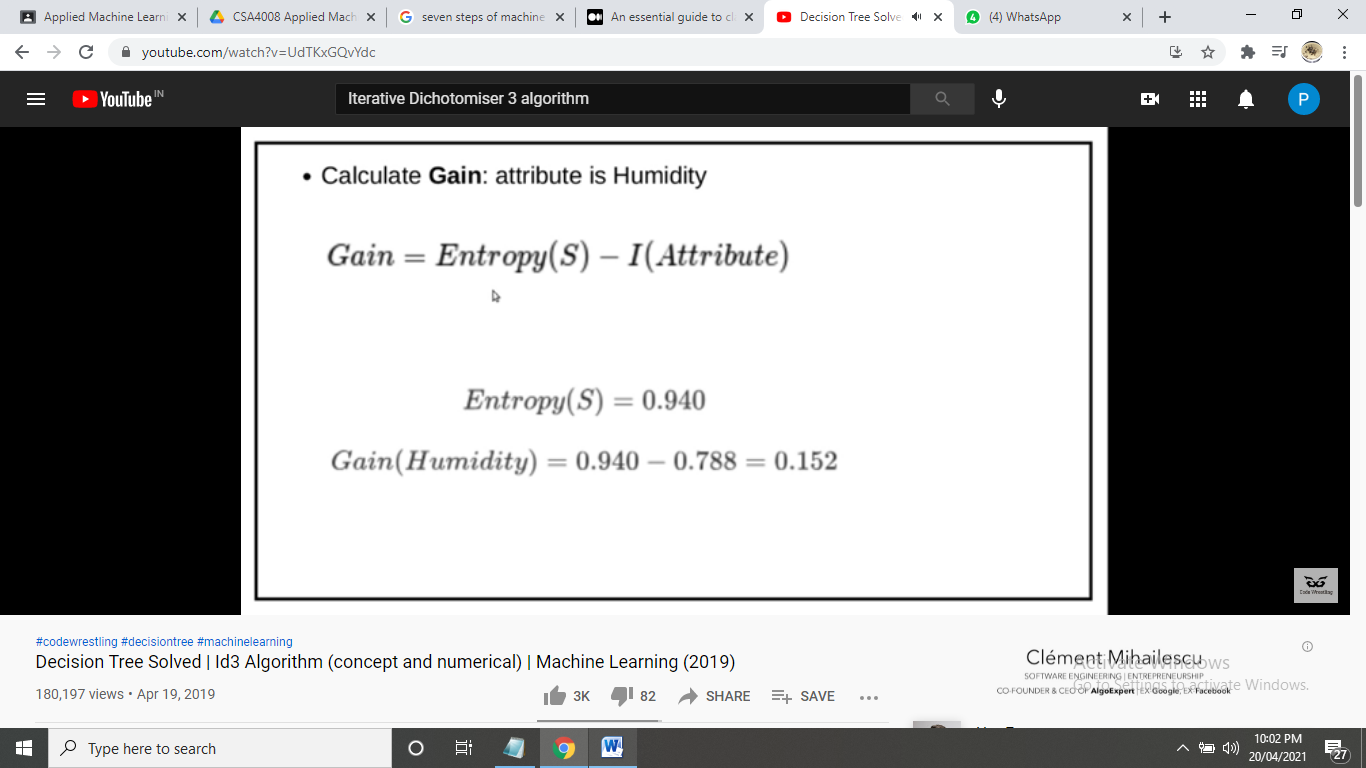 Applied Machine Learni
CSA4008 Applied Mach
seven steps of machine
An essential guide to cl
Decision Tree Solve
(4) WhatsApp
youtube.com/watch?v=UdTKxGQvYdc
YouTube IN
Iterative Dichotomiser 3 algorithm
P
• Calculate Gain: attribute is Humidity
Gain = Entropy(S) − I(Attribute)
Entropy(S) = 0.940
Gain(Humidity) = 0.940 − 0.788 = 0.152
Code Wrestling
#codewrestling #decisiontree #machinelearning
Decision Tree Solved | Id3 Algorithm (concept and numerical) | Machine Learning (2019)
180,197 views • Apr 19, 2019
3K
82
SHARE
SAVE
Clément Mihailescu
SOFTWARE ENGINEERING | ENTREPRENEURSHIP
CO-FOUNDER & CEO OF AlgoExpert | EX Google, EX Facebook
Activate Windows
Go to Settings to activate Windows.
Type here to search
10:02 PM
20/04/2021
27